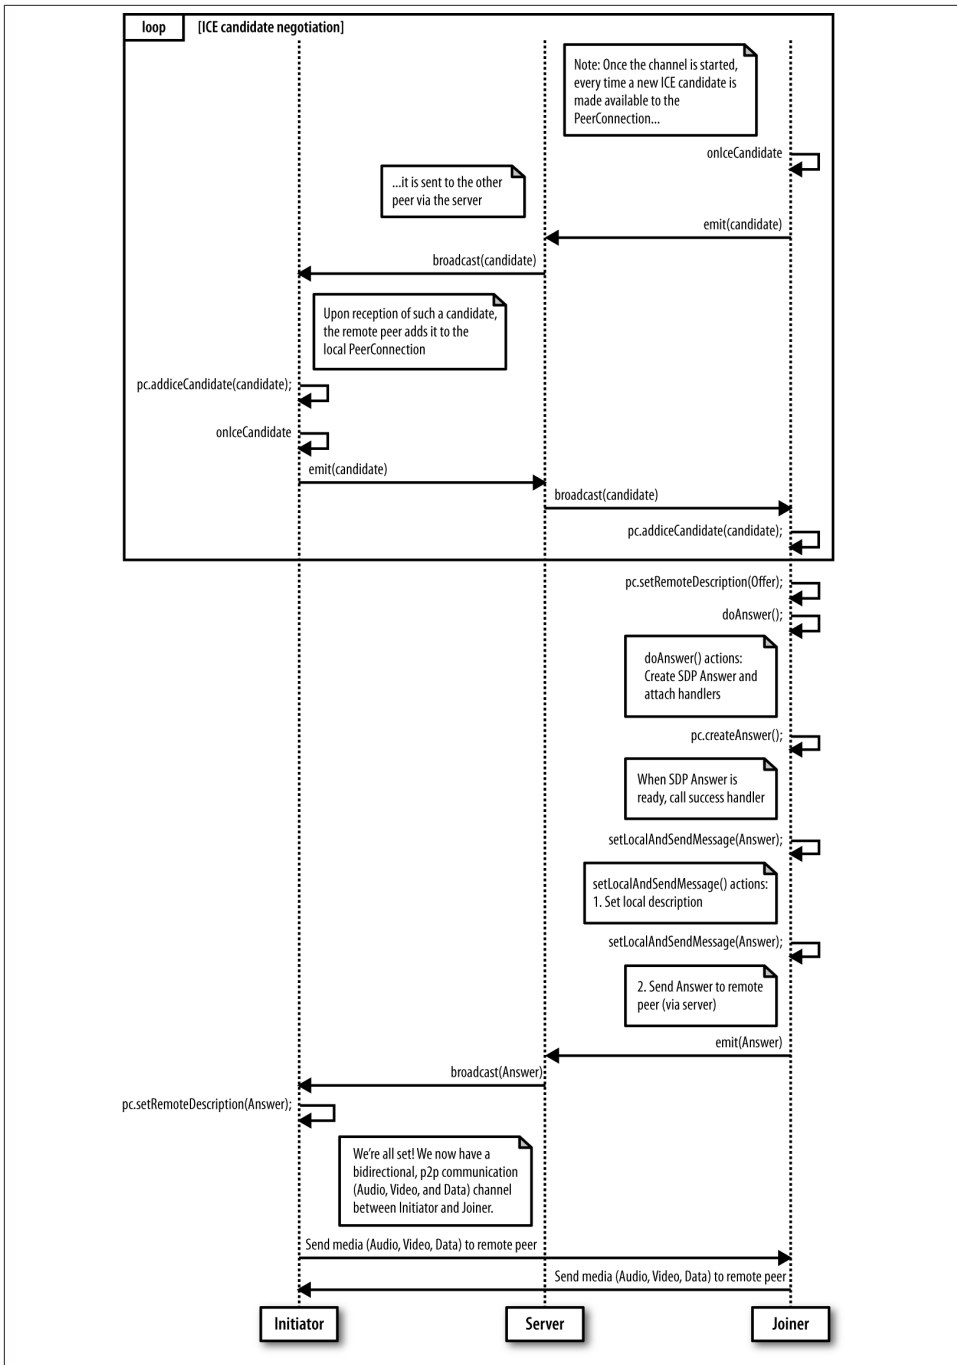 loop
[ICE candidate negotiation]
Note: Once the channel is started,
every time a new ICE candidate is
made available to the
PeerConnection...
onIceCandidate
...it is sent to the other
peer via the server
emit(candidate)
broadcast(candidate)
Upon reception of such a candidate,
the remote peer adds it to the
local PeerConnection
pc.addiceCandidate(candidate);
onIceCandidate
emit(candidate)
broadcast(candidate)
pc.addiceCandidate(candidate);
pc.setRemoteDescription(Offer);
doAnswer();
doAnswer() actions:
Create SDP Answer and
attach handlers
pc.createAnswer();
When SDP Answer is
ready, call success handler
setLocalAndSendMessage(Answer);
setLocalAndSendMessage() actions:
1. Set local description
setLocalAndSendMessage(Answer);
2. Send Answer to remote
peer (via server)
emit(Answer)
broadcast(Answer)
pc.setRemoteDescription(Answer);
We're all set! We now have a
bidirectional, p2p communication
(Audio, Video, and Data) channel
between Initiator and Joiner.
Send media (Audio, Video, Data) to remote peer
Send media (Audio, Video, Data) to remote peer
Initiator
Server
Joiner